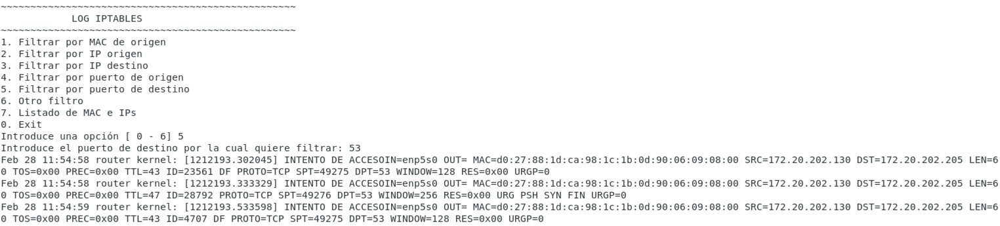 ~~~~~~~~~~~~~~~~~~~~~~~~~~~~~~~~~~~~~~~~~~~~~~~~~~
LOG IPTABLES
~~~~~~~~~~~~~~~~~~~~~~~~~~~~~~~~~~~~~~~~~~~~~~~~~~
1. Filtrar por MAC de origen
2. Filtrar por IP origen
3. Filtrar por IP destino
4. Filtrar por puerto de origen
5. Filtrar por puerto de destino
6. Otro filtro
7. Listado de MAC e IPs
0. Exit
Introduce una opción [ 0 - 6] 5
Introduce el puerto de destino por la cual quiere filtrar: 53
Feb 28 11:54:58 router kernel: [1212193.302045] INTENTO DE ACCESOIN=enp5s0 OUT= MAC=d0:27:88:1d:ca:98:1c:1b:0d:90:06:09:08:00 SRC=172.20.202.130 DST=172.20.202.205 LEN=6
0 TOS=0x00 PREC=0x00 TTL=43 ID=23561 DF PROTO=TCP SPT=49275 DPT=53 WINDOW=128 RES=0x00 URGP=0
Feb 28 11:54:58 router kernel: [1212193.333329] INTENTO DE ACCESOIN=enp5s0 OUT= MAC=d0:27:88:1d:ca:98:1c:1b:0d:90:06:09:08:00 SRC=172.20.202.130 DST=172.20.202.205 LEN=6
0 TOS=0x00 PREC=0x00 TTL=47 ID=28792 PROTO=TCP SPT=49276 DPT=53 WINDOW=256 RES=0x00 URG PSH SYN FIN URGP=0
Feb 28 11:54:59 router kernel: [1212193.533598] INTENTO DE ACCESOIN=enp5s0 OUT= MAC=d0:27:88:1d:ca:98:1c:1b:0d:90:06:09:08:00 SRC=172.20.202.130 DST=172.20.202.205 LEN=6
0 TOS=0x00 PREC=0x00 TTL=43 ID=4707 DF PROTO=TCP SPT=49275 DPT=53 WINDOW=128 RES=0x00 URGP=0